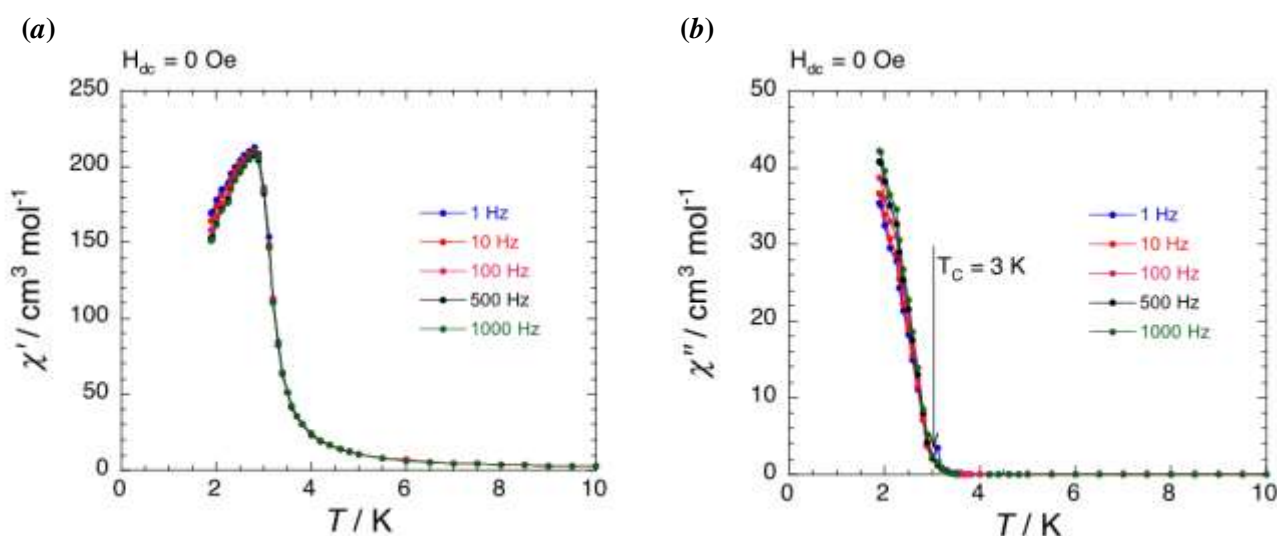 (a)
H_dc = 0 Oe
250
200
150
100
50
0
0 2 4 6 8 10
χ′ / cm³ mol⁻¹
T / K
1 Hz
10 Hz
100 Hz
500 Hz
1000 Hz
(b)
H_dc = 0 Oe
50
40
30
20
10
0
0 2 4 6 8 10
χ″ / cm³ mol⁻¹
T / K
T_C = 3 K
1 Hz
10 Hz
100 Hz
500 Hz
1000 Hz